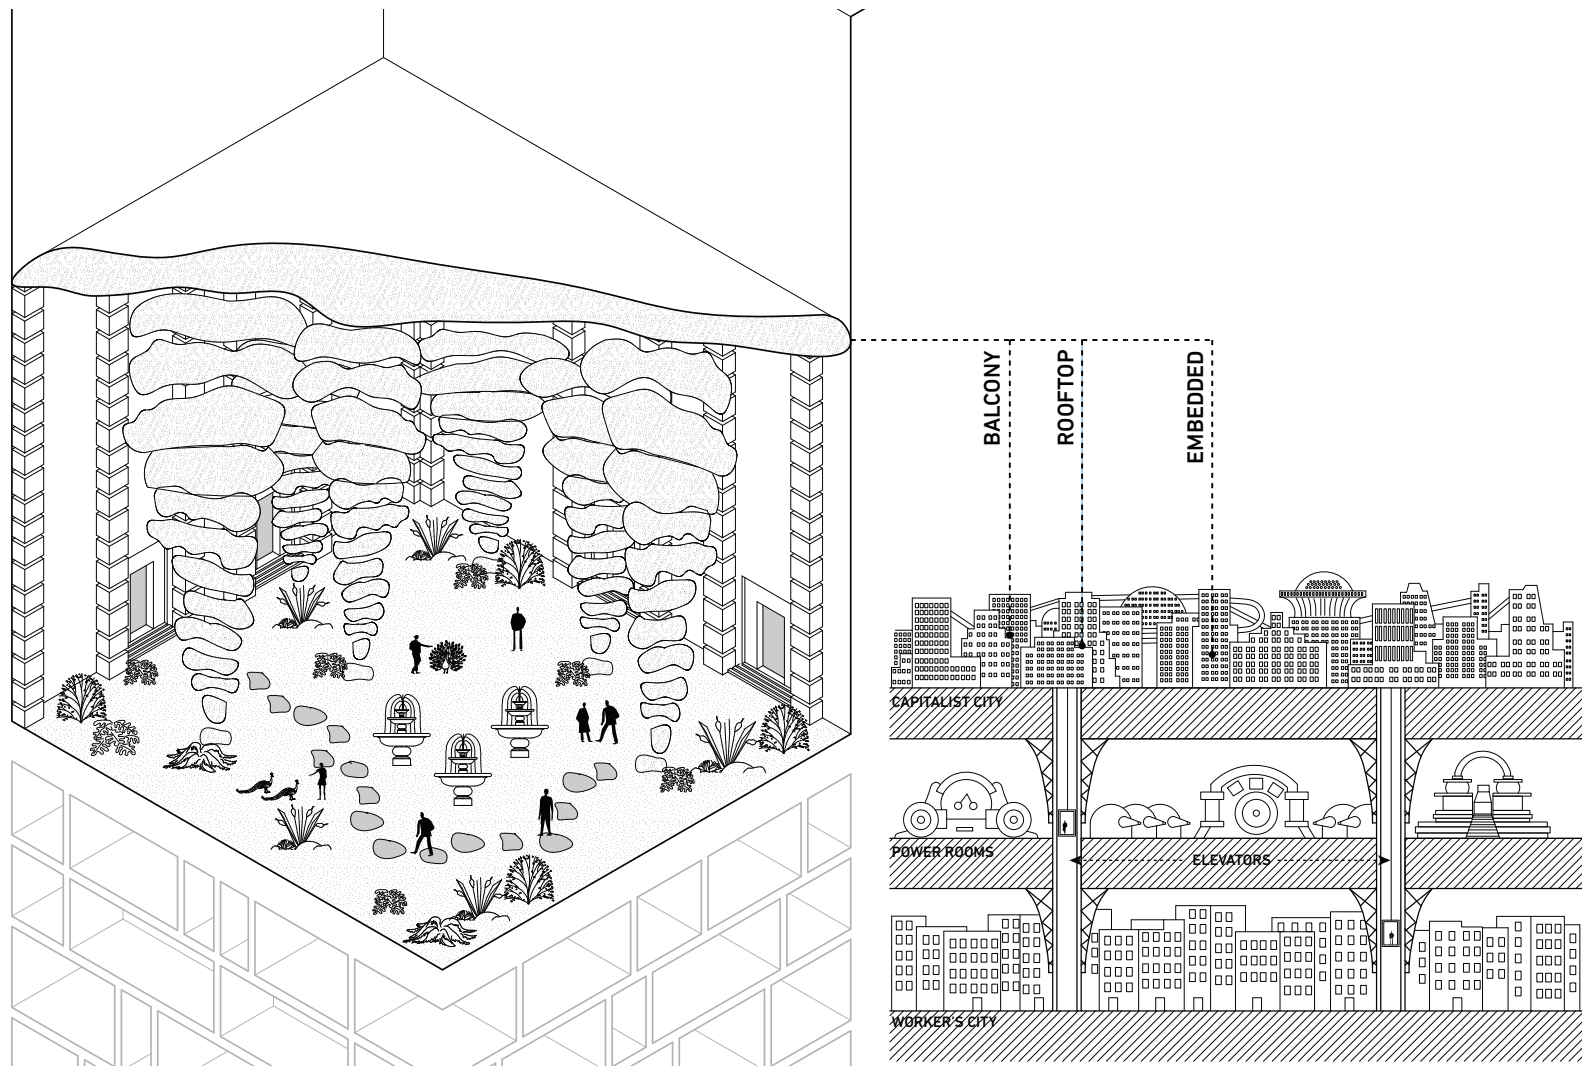 BALCONY
ROOFTOP
EMBEDDED
CAPITALIST CITY
POWER ROOMS
ELEVATORS
WORKER'S CITY